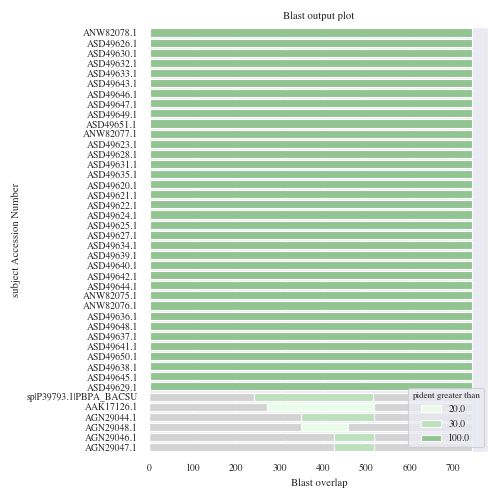 Blast output plot
subject Accession Number
ANW82078.1
ASD49626.1
ASD49630.1
ASD49632.1
ASD49633.1
ASD49643.1
ASD49646.1
ASD49647.1
ASD49649.1
ASD49651.1
ANW82077.1
ASD49623.1
ASD49628.1
ASD49631.1
ASD49635.1
ASD49620.1
ASD49621.1
ASD49622.1
ASD49624.1
ASD49625.1
ASD49627.1
ASD49634.1
ASD49639.1
ASD49640.1
ASD49642.1
ASD49644.1
ANW82075.1
ANW82076.1
ASD49636.1
ASD49648.1
ASD49637.1
ASD49641.1
ASD49650.1
ASD49638.1
ASD49645.1
ASD49629.1
sp|P39793.1|PBPA_BACSU
AAK17126.1
AGN29044.1
AGN29048.1
AGN29046.1
AGN29047.1
pident greater than
20.0
30.0
100.0
0 100 200 300 400 500 600 700
Blast overlap